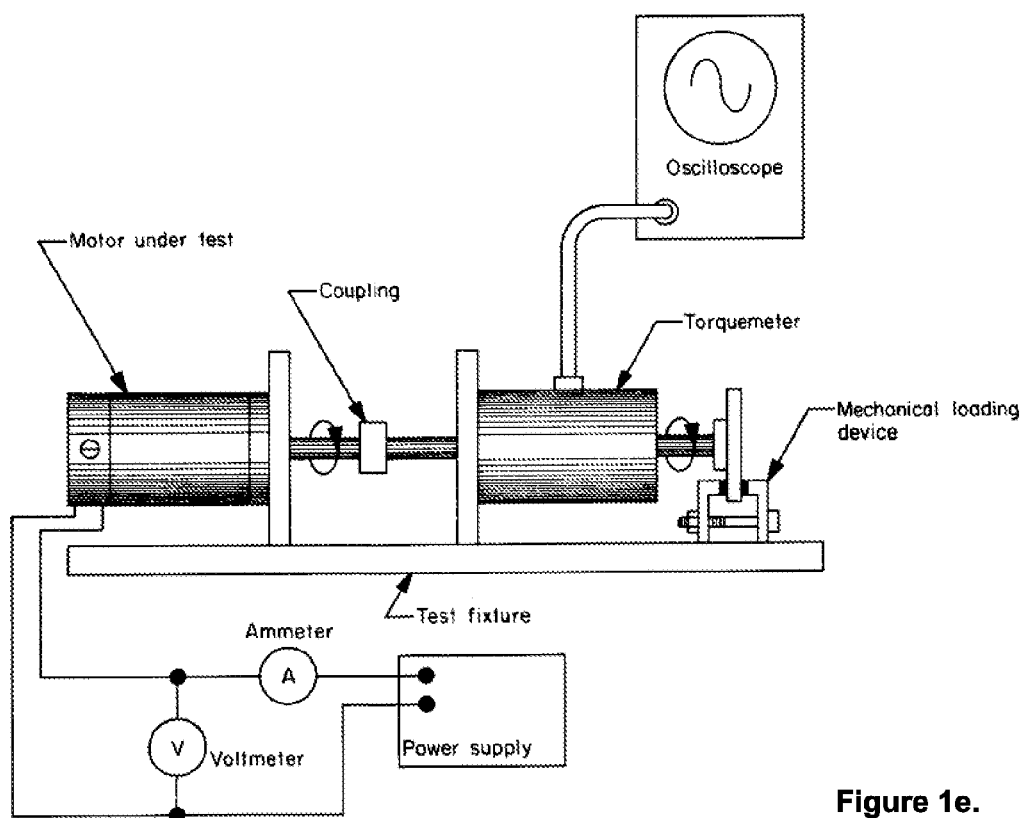 Oscilloscope
Motor under test
Coupling
Torquemeter
Mechanical loading
device
Test fixture
Ammeter
A
V
Voltmeter
Power supply
Figure 1e.